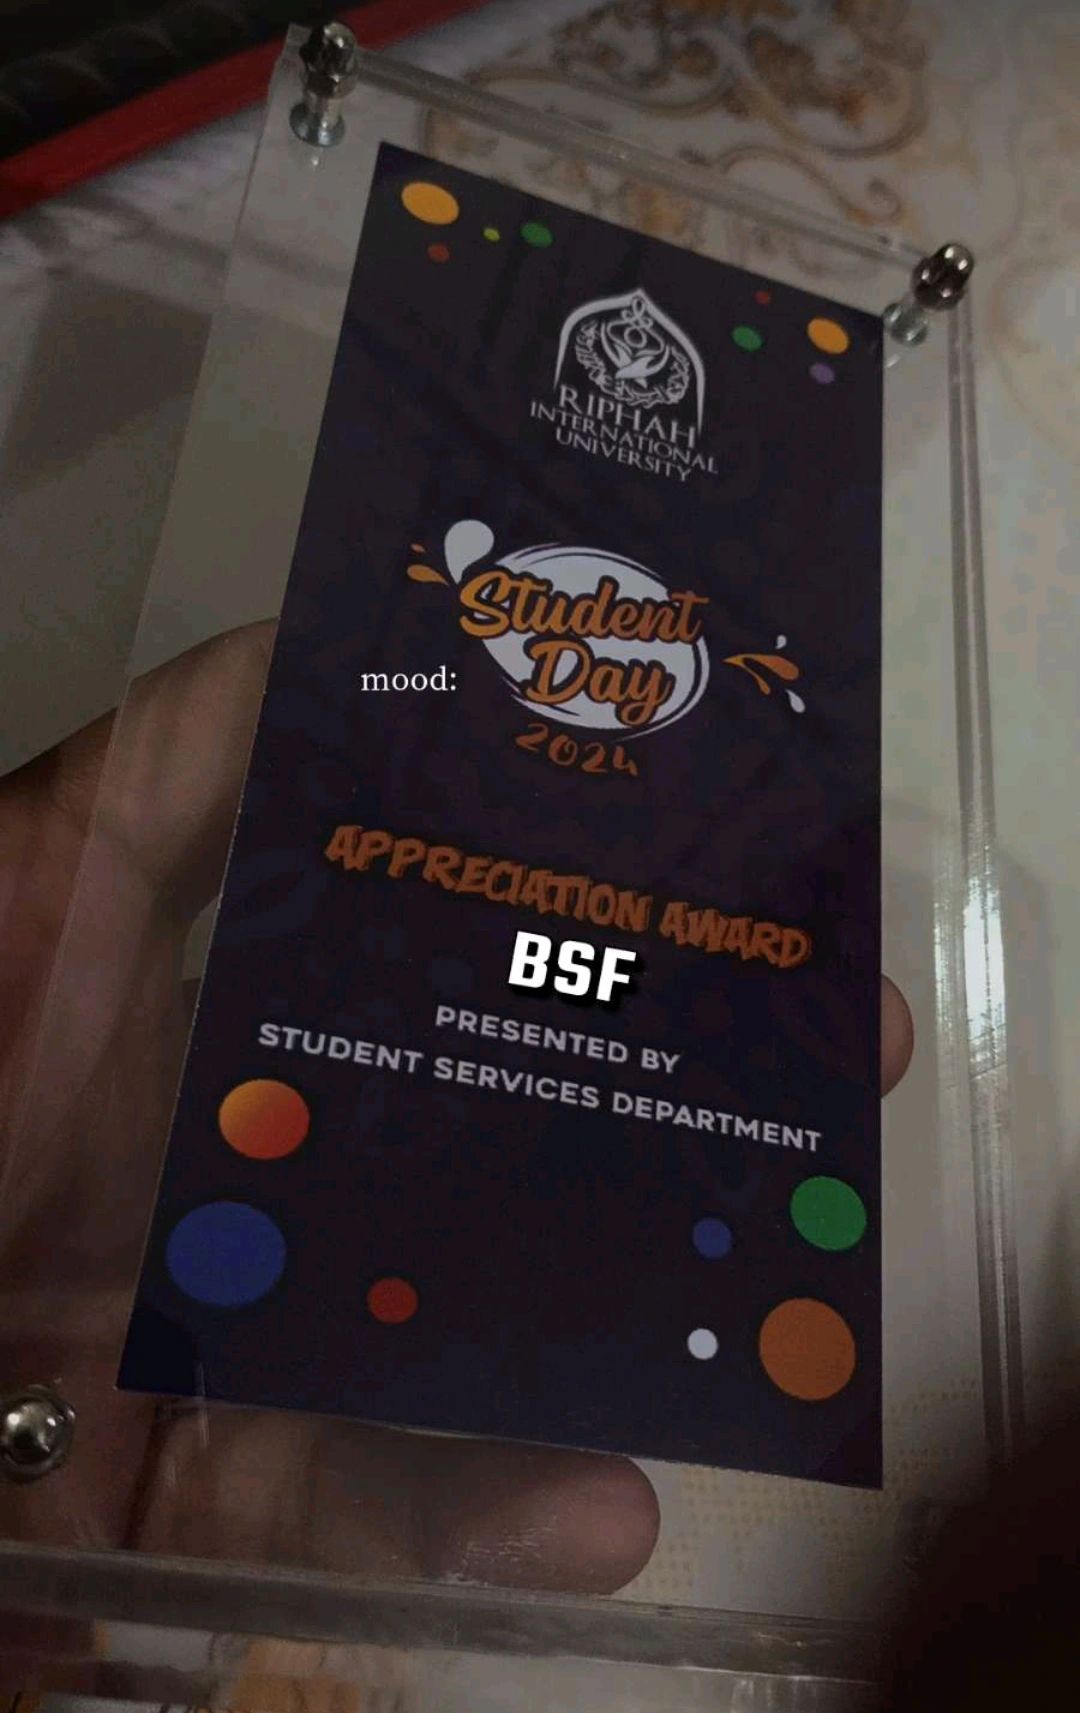 RIPHAH
INTERNATIONAL
UNIVERSITY
Student
Day
mood:
2024
APPRECIATION AWARD
BSF
PRESENTED BY
STUDENT SERVICES DEPARTMENT